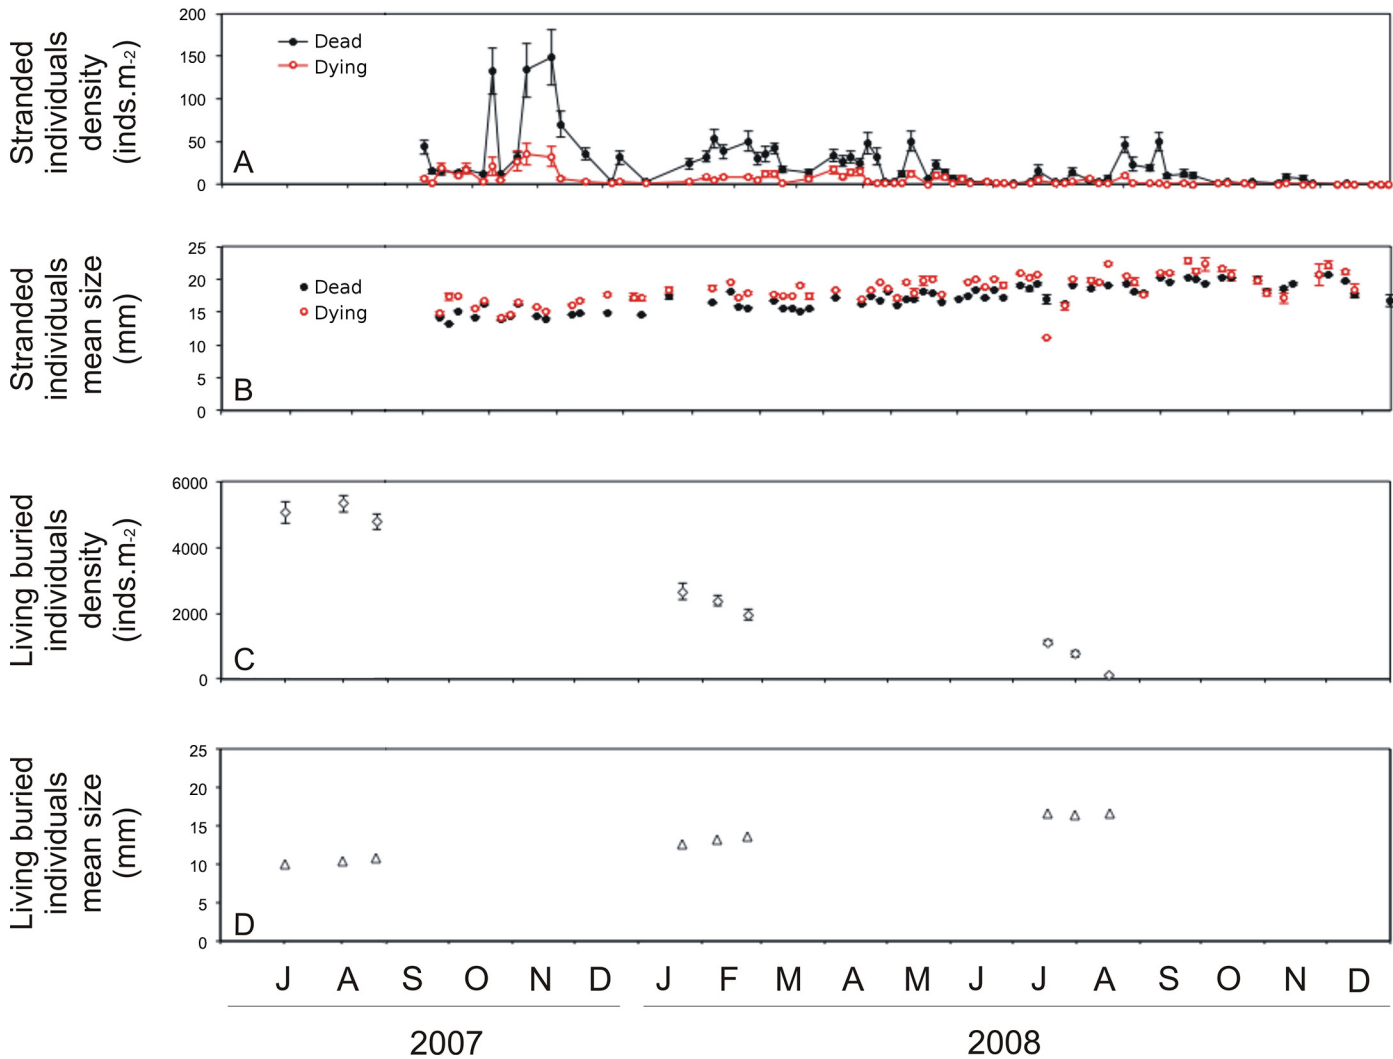 Stranded
individuals
density
(inds.m-2)
200
150
100
50
0
Dead
Dying
A
Stranded
individuals
mean size
(mm)
25
20
15
10
5
0
Dead
Dying
B
Living buried
individuals
density
(inds.m-2)
6000
4000
2000
0
C
Living buried
individuals
mean size
(mm)
25
20
15
10
5
0
D
J A S O N D J F M A M J J A S O N D
2007 2008